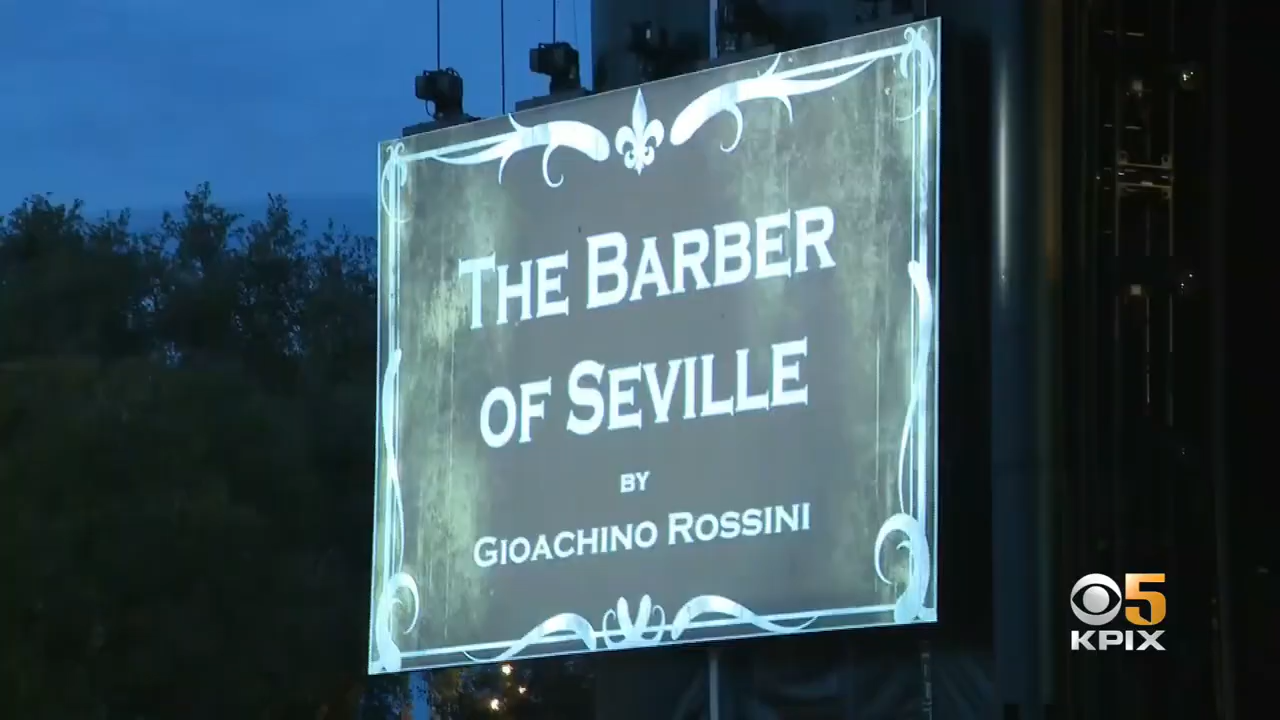 THE BARBER
OF SEVILLE
BY
GIOACHINO ROSSINI
5
KPIX